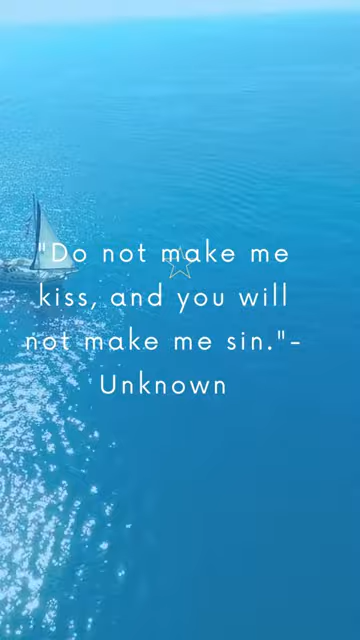 "Do not make me
kiss, and you will
not make me sin."-
Unknown